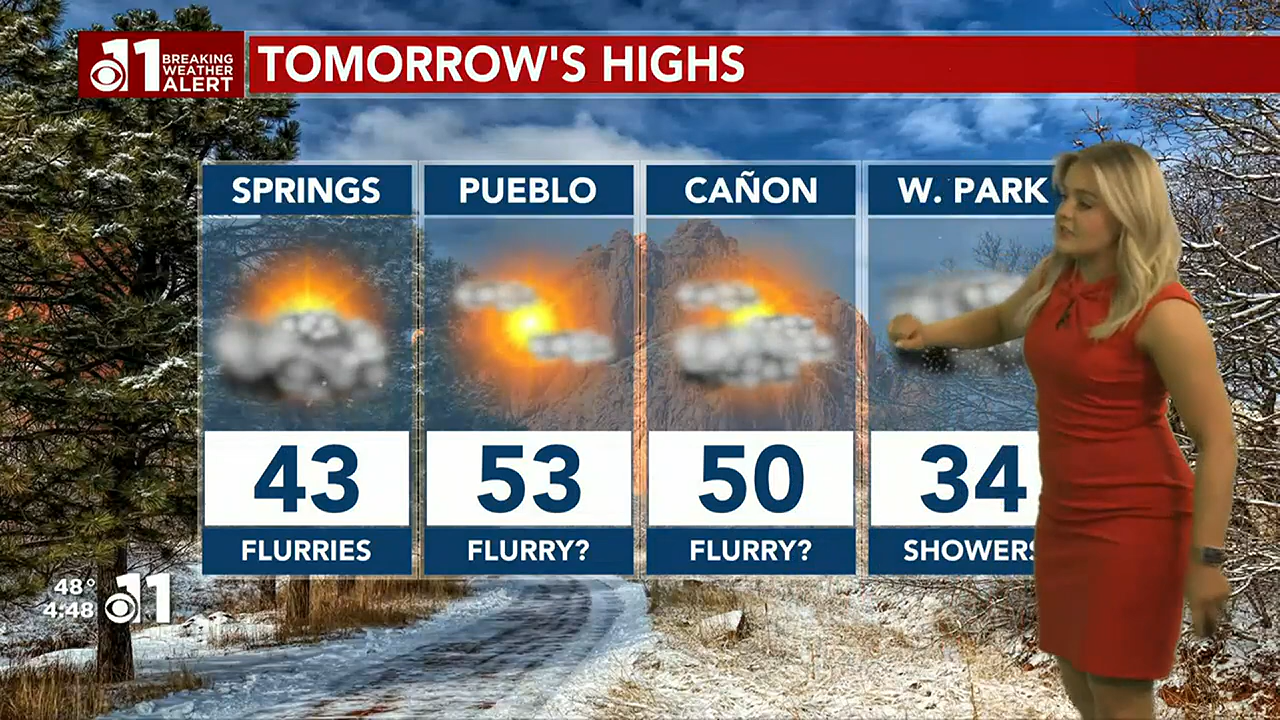 11 BREAKING WEATHER ALERT
TOMORROW'S HIGHS
SPRINGS
PUEBLO
CAÑON
W. PARK
43
53
50
34
FLURRIES
FLURRY?
FLURRY?
SHOWERS
48°
4:48
11